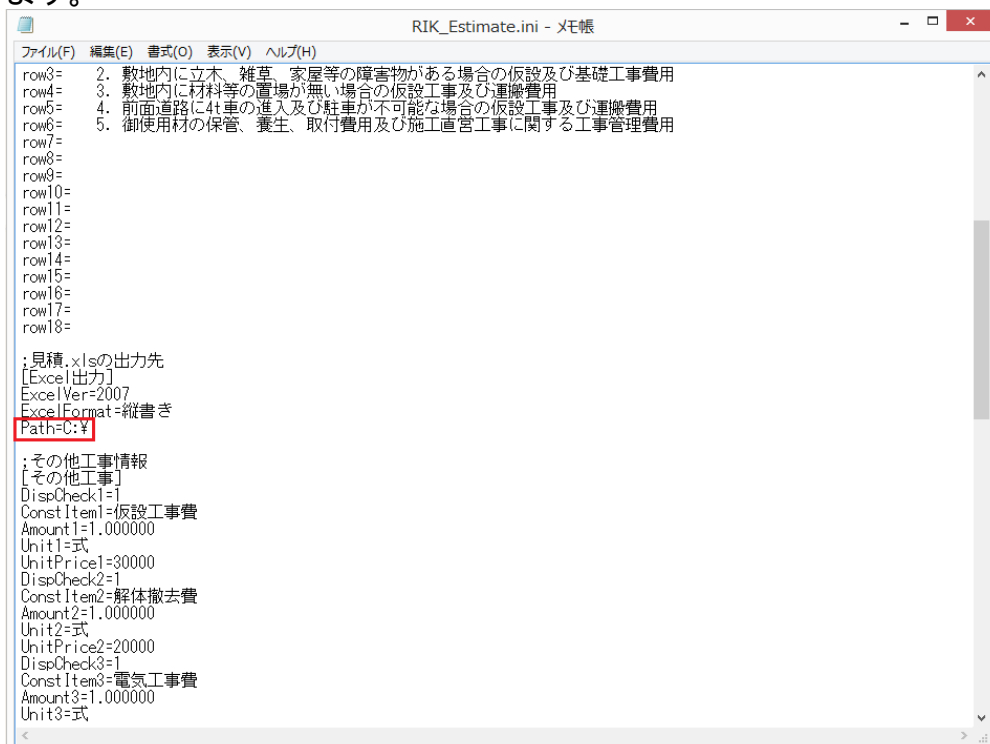 ます。
RIK_Estimate.ini - メモ帳
ファイル(F) 編集(E) 書式(O) 表示(V) ヘルプ(H)
row3= 2. 敷地内に立木、雑草、家屋等の障害物がある場合の仮設及び基礎工事費用
row4= 3. 敷地内に材料等の置場が無い場合の仮設工事及び運搬費用
row5= 4. 前面道路に4t車の進入及び駐車が不可能な場合の仮設工事及び運搬費用
row6= 5. 御使用材の保管、養生、取付費用及び施工直営工事に関する工事管理費用
row7=
row8=
row9=
row10=
row11=
row12=
row13=
row14=
row15=
row16=
row17=
row18=
;見積.xlsの出力先
[Excel出力]
ExcelVer=2007
ExcelFormat=縦書き
Path=C:¥
;その他工事情報
[その他工事]
DispCheck1=1
ConstItem1=仮設工事費
Amount1=1.000000
Unit1=式
UnitPrice1=30000
DispCheck2=1
ConstItem2=解体撤去費
Amount2=1.000000
Unit2=式
UnitPrice2=20000
DispCheck3=1
ConstItem3=電気工事費
Amount3=1.000000
Unit3=式